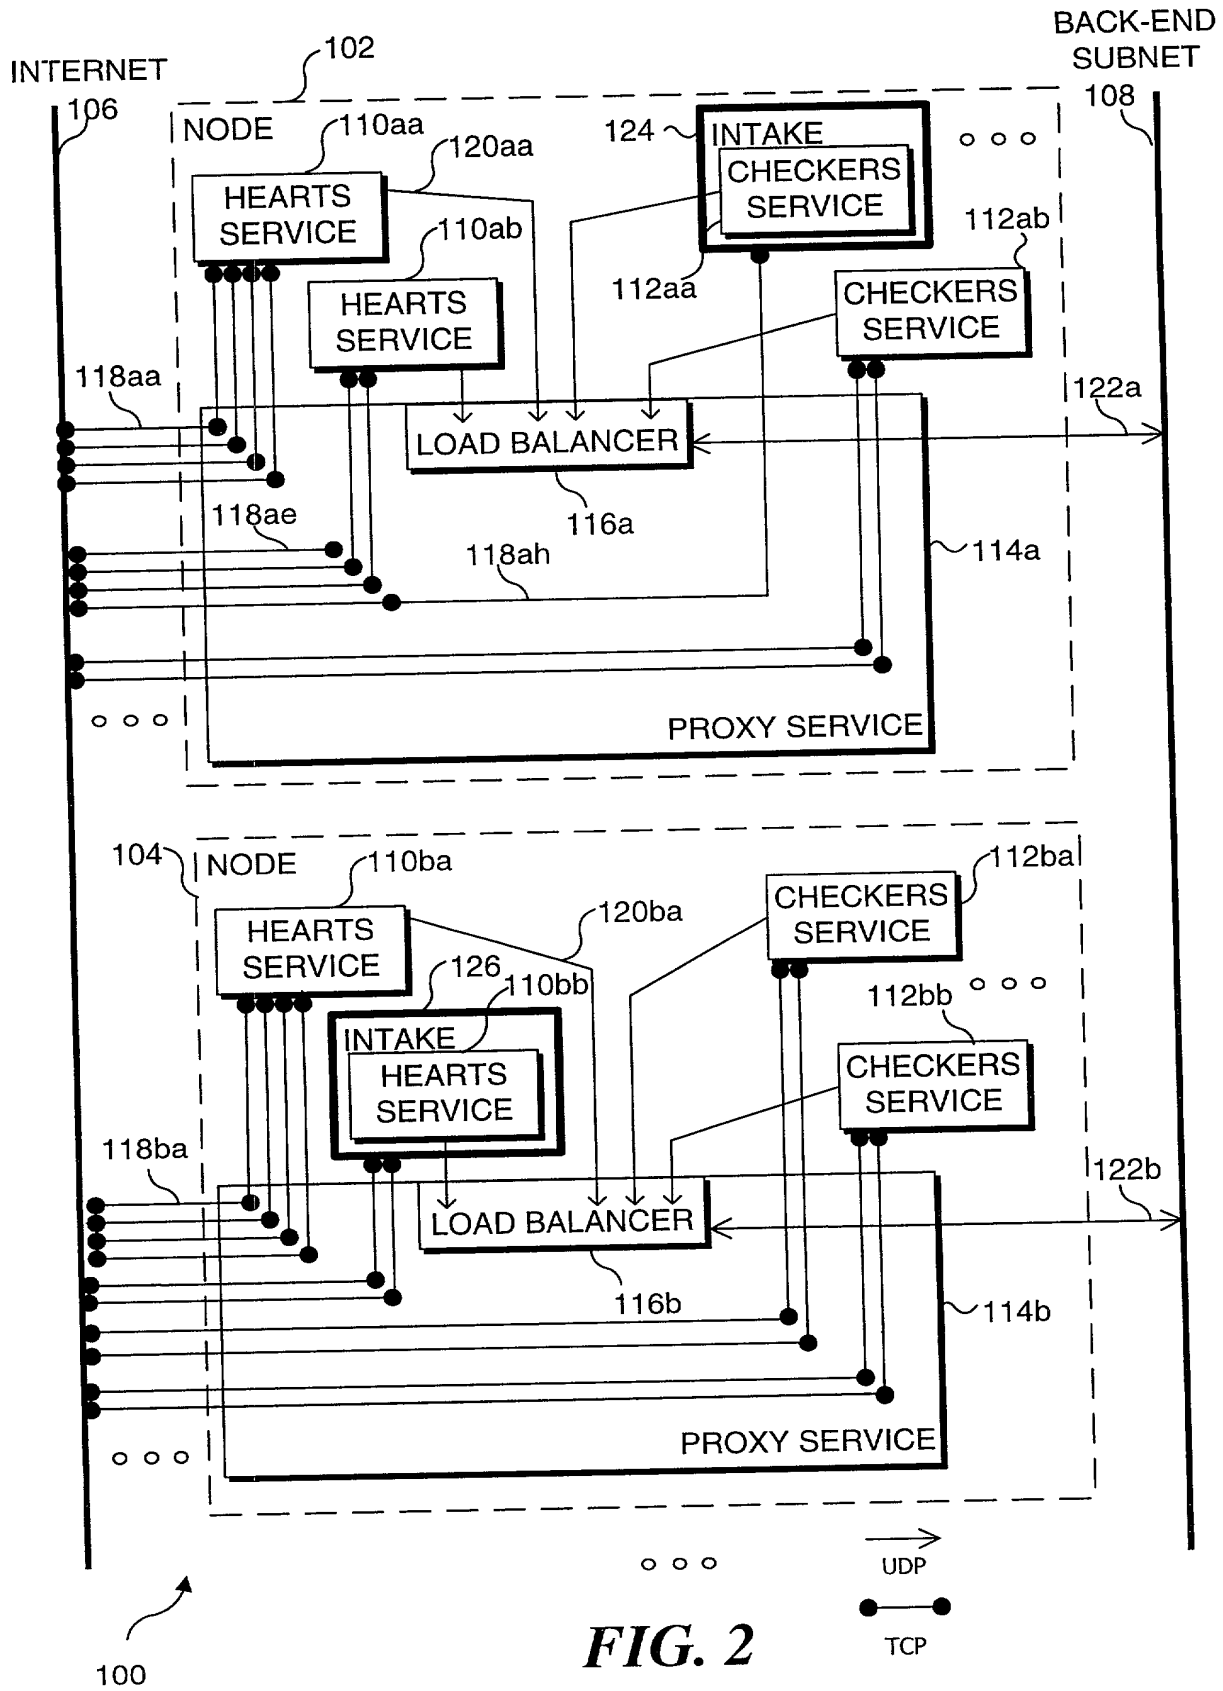 BACK-END
SUBNET
108
INTERNET
106
102
NODE
110aa
120aa
124
INTAKE
CHECKERS
SERVICE
HEARTS
SERVICE
110ab
112ab
112aa
HEARTS
SERVICE
CHECKERS
SERVICE
118aa
122a
LOAD BALANCER
118ae
116a
118ah
114a
PROXY SERVICE
104
NODE
110ba
112ba
CHECKERS
SERVICE
120ba
HEARTS
SERVICE
126
110bb
112bb
INTAKE
HEARTS
SERVICE
CHECKERS
SERVICE
118ba
122b
LOAD BALANCER
116b
114b
PROXY SERVICE
UDP
TCP
FIG. 2
100